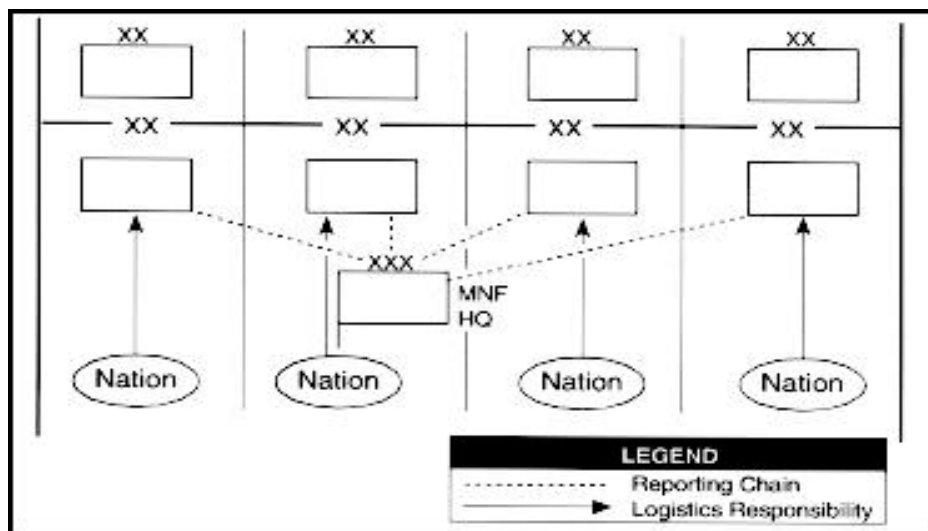 XX XX XX XX
XX XX XX XX
XXX
MNF
HQ
Nation Nation Nation Nation
LEGEND
Reporting Chain
Logistics Responsibility